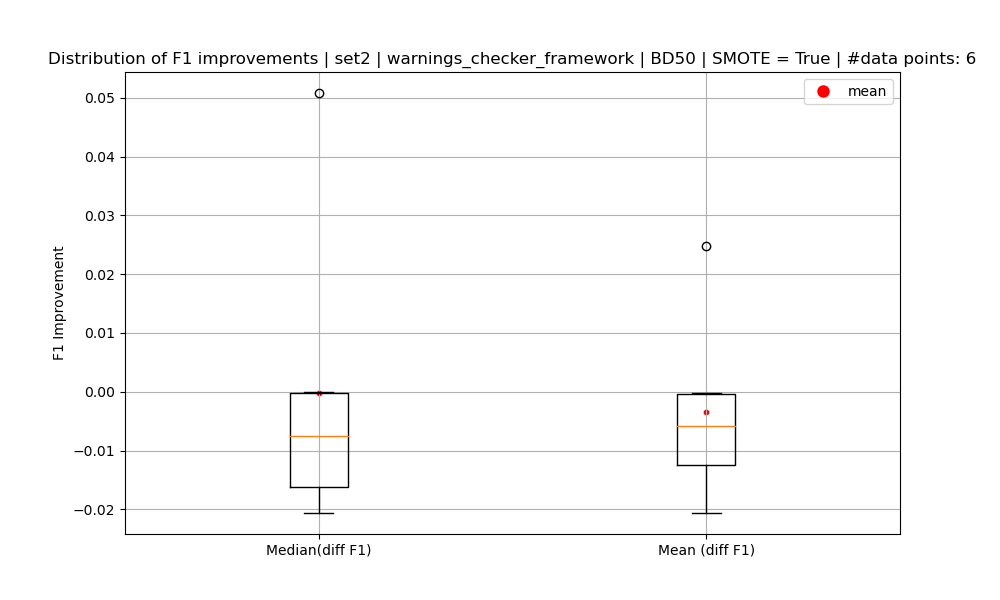 Distribution of F1 improvements | set2 | warnings_checker_framework | BD50 | SMOTE = True | #data points: 6
mean
F1 Improvement
0.05
0.04
0.03
0.02
0.01
0.00
−0.01
−0.02
Median(diff F1)
Mean (diff F1)